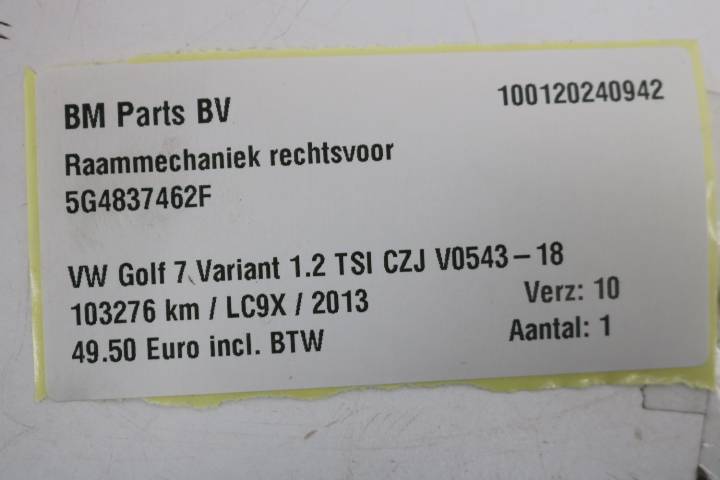 BM Parts BV 100120240942
Raammechaniek rechtsvoor
5G4837462F
VW Golf 7 Variant 1.2 TSI CZJ V0543-18
103276 km / LC9X / 2013 Verz: 10
49.50 Euro incl. BTW Aantal: 1